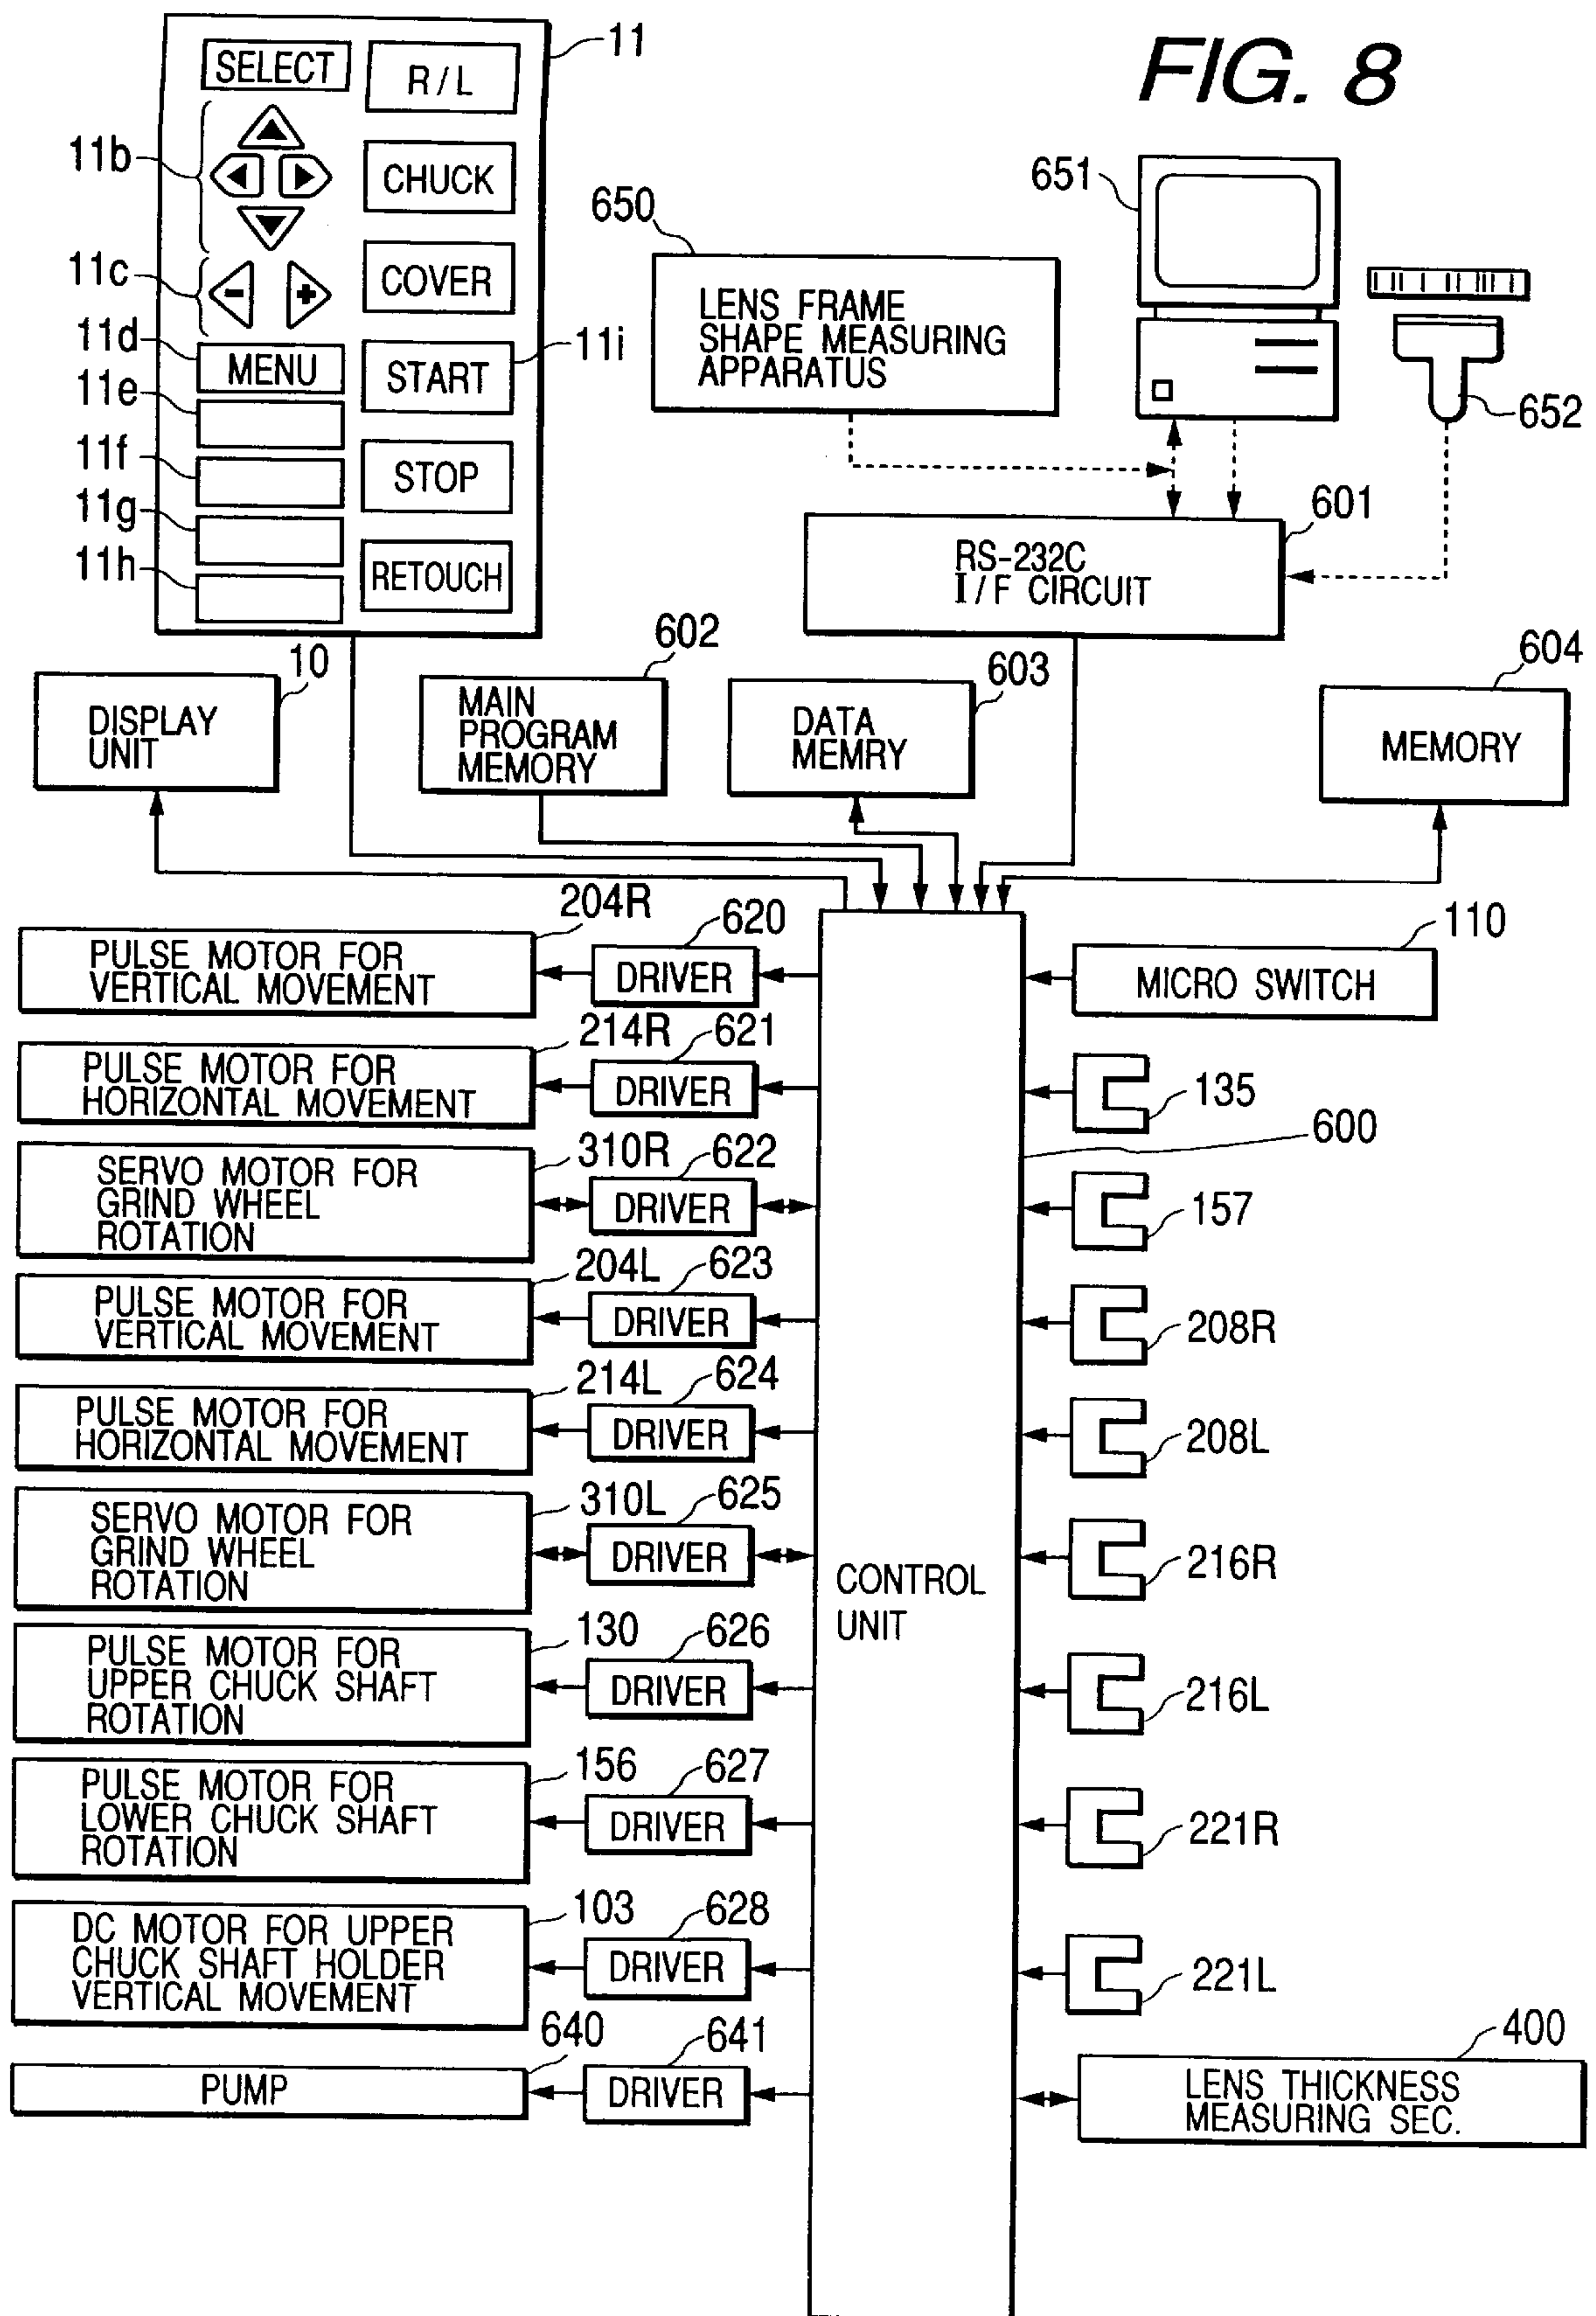 FIG. 8
11
SELECT
R/L
11b
CHUCK
11c
COVER
11d
MENU
START
11i
11e
11f
STOP
11g
11h
RETOUCH
650
LENS FRAME
SHAPE MEASURING
APPARATUS
651
652
601
RS-232C
I/F CIRCUIT
10
DISPLAY
UNIT
602
MAIN
PROGRAM
MEMORY
603
DATA
MEMRY
604
MEMORY
204R
PULSE MOTOR FOR
VERTICAL MOVEMENT
620
DRIVER
214R
PULSE MOTOR FOR
HORIZONTAL MOVEMENT
621
DRIVER
310R
SERVO MOTOR FOR
GRIND WHEEL
ROTATION
622
DRIVER
204L
PULSE MOTOR FOR
VERTICAL MOVEMENT
623
DRIVER
214L
PULSE MOTOR FOR
HORIZONTAL MOVEMENT
624
DRIVER
310L
SERVO MOTOR FOR
GRIND WHEEL
ROTATION
625
DRIVER
130
PULSE MOTOR FOR
UPPER CHUCK SHAFT
ROTATION
626
DRIVER
156
PULSE MOTOR FOR
LOWER CHUCK SHAFT
ROTATION
627
DRIVER
103
DC MOTOR FOR UPPER
CHUCK SHAFT HOLDER
VERTICAL MOVEMENT
628
DRIVER
640
PUMP
641
DRIVER
CONTROL
UNIT
110
MICRO SWITCH
135
600
157
208R
208L
216R
216L
221R
221L
400
LENS THICKNESS
MEASURING SEC.